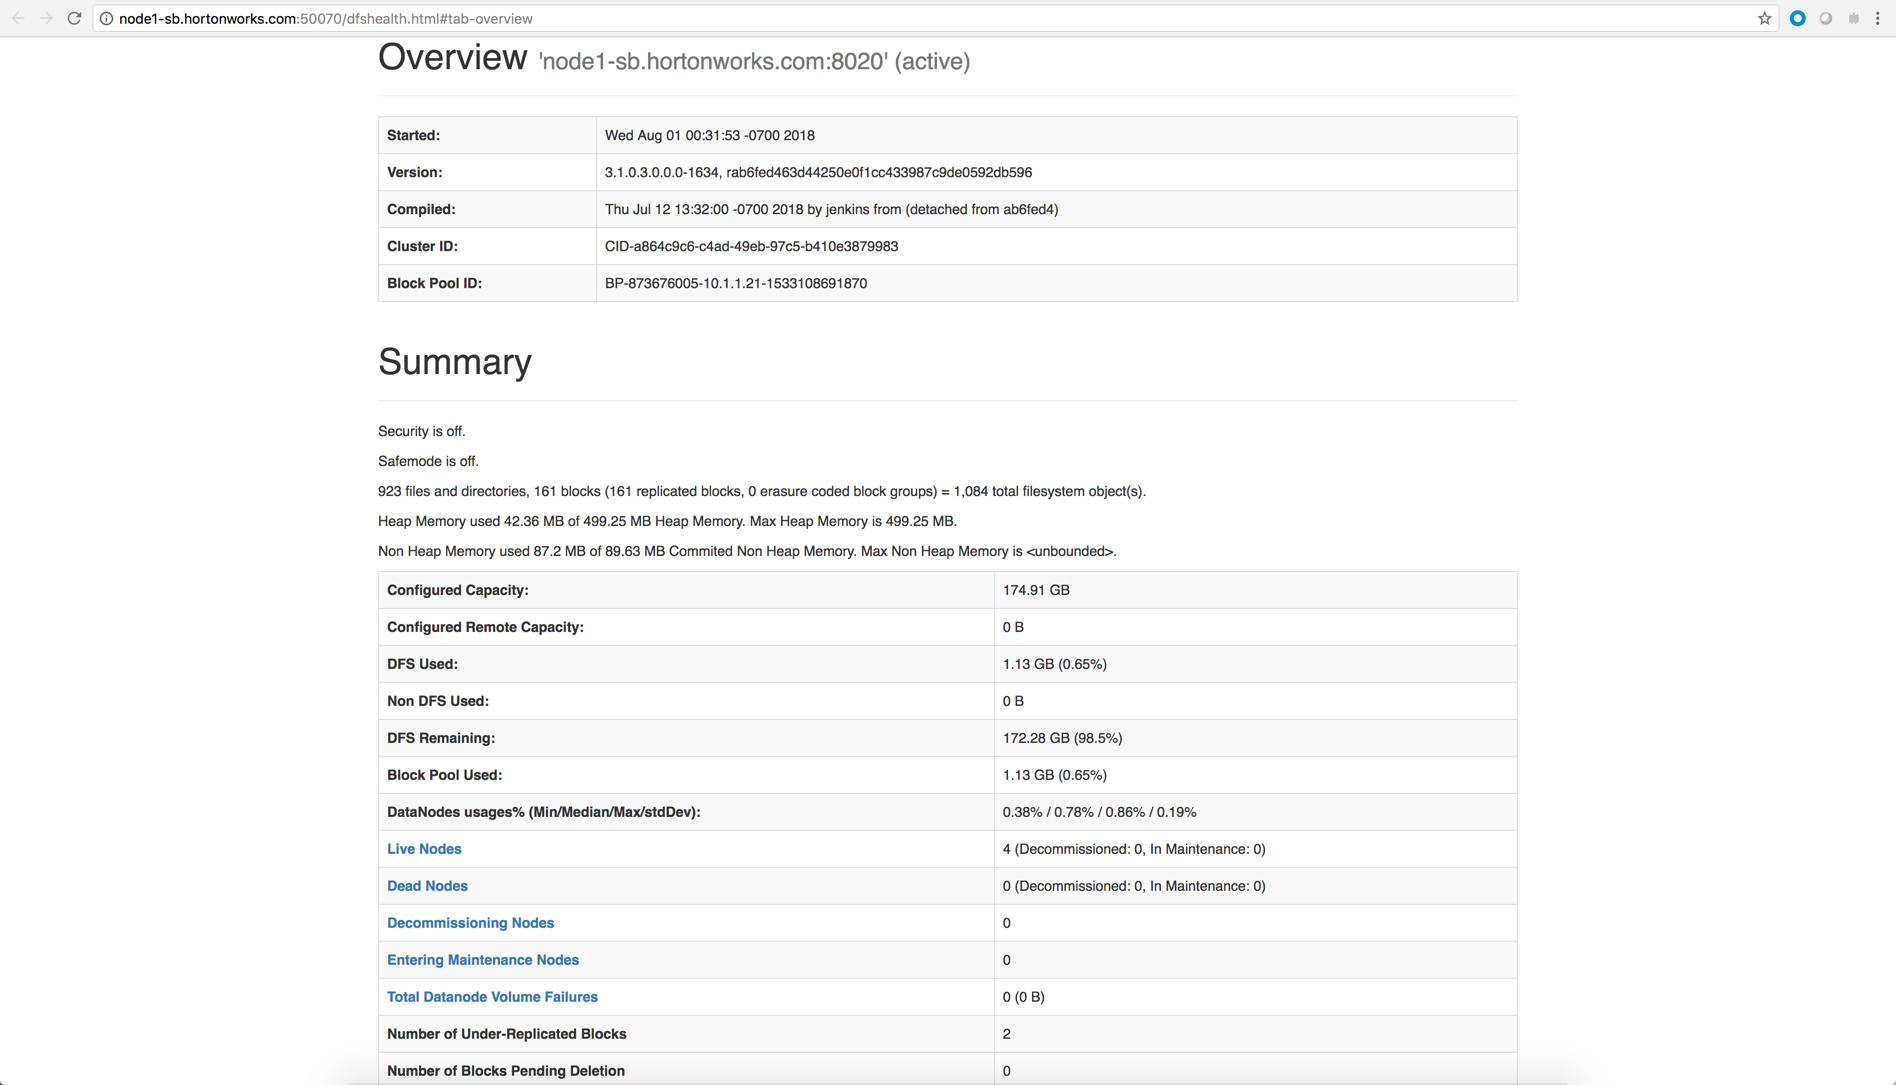 node1-sb.hortonworks.com:50070/dfshealth.html#tab-overview
Overview 'node1-sb.hortonworks.com:8020' (active)
Started: Wed Aug 01 00:31:53 -0700 2018
Version: 3.1.0.3.0.0.0-1634, rab6fed463d44250e0f1cc433987c9de0592db596
Compiled: Thu Jul 12 13:32:00 -0700 2018 by jenkins from (detached from ab6fed4)
Cluster ID: CID-a864c9c6-c4ad-49eb-97c5-b410e3879983
Block Pool ID: BP-873676005-10.1.1.21-1533108691870
Summary
Security is off.
Safemode is off.
923 files and directories, 161 blocks (161 replicated blocks, 0 erasure coded block groups) = 1,084 total filesystem object(s).
Heap Memory used 42.36 MB of 499.25 MB Heap Memory. Max Heap Memory is 499.25 MB.
Non Heap Memory used 87.2 MB of 89.63 MB Commited Non Heap Memory. Max Non Heap Memory is <unbounded>.
Configured Capacity: 174.91 GB
Configured Remote Capacity: 0 B
DFS Used: 1.13 GB (0.65%)
Non DFS Used: 0 B
DFS Remaining: 172.28 GB (98.5%)
Block Pool Used: 1.13 GB (0.65%)
DataNodes usages% (Min/Median/Max/stdDev): 0.38% / 0.78% / 0.86% / 0.19%
Live Nodes 4 (Decommissioned: 0, In Maintenance: 0)
Dead Nodes 0 (Decommissioned: 0, In Maintenance: 0)
Decommissioning Nodes 0
Entering Maintenance Nodes 0
Total Datanode Volume Failures 0 (0 B)
Number of Under-Replicated Blocks 2
Number of Blocks Pending Deletion 0